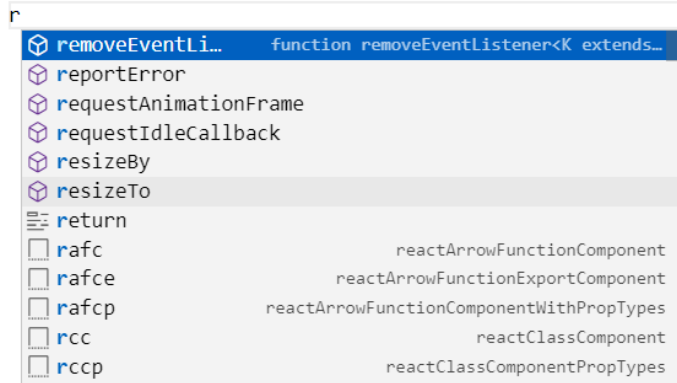 r
removeEventLi… function removeEventListener<K extends…
reportError
requestAnimationFrame
requestIdleCallback
resizeBy
resizeTo
return
rafc reactArrowFunctionComponent
rafce reactArrowFunctionExportComponent
rafcp reactArrowFunctionComponentWithPropTypes
rcc reactClassComponent
rccp reactClassComponentPropTypes